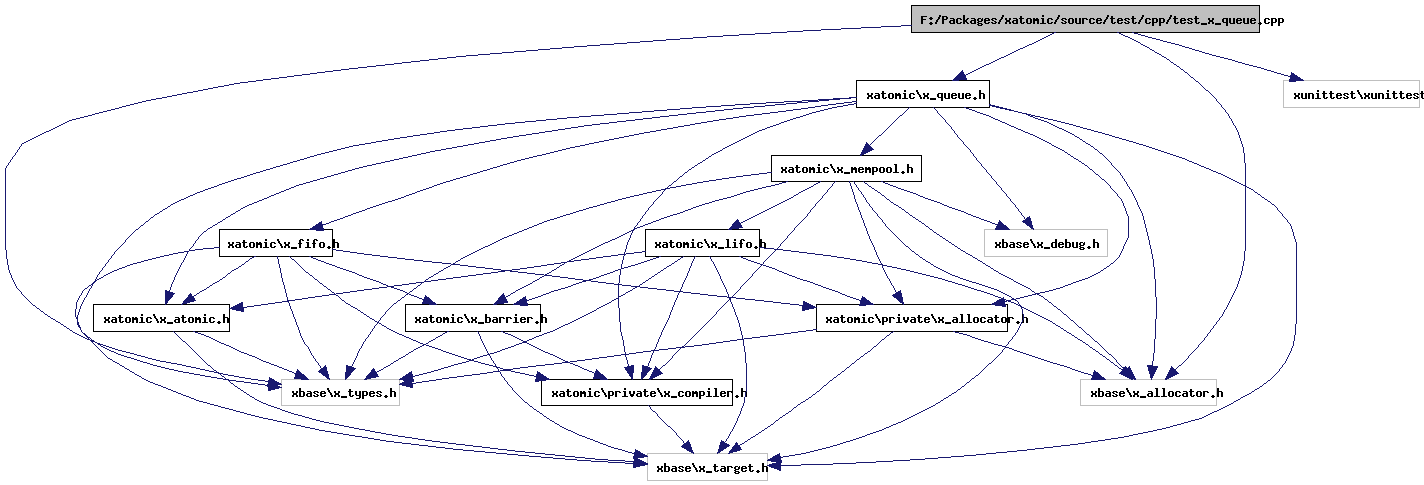 F:/Packages/xatomic/source/test/cpp/test_x_queue.cpp
xatomic\x_queue.h
xunittest\xunittest
xatomic\x_mempool.h
xatomic\x_fifo.h
xatomic\x_lifo.h
xbase\x_debug.h
xatomic\x_atomic.h
xatomic\x_barrier.h
xatomic\private\x_allocator.h
xbase\x_types.h
xatomic\private\x_compiler.h
xbase\x_allocator.h
xbase\x_target.h